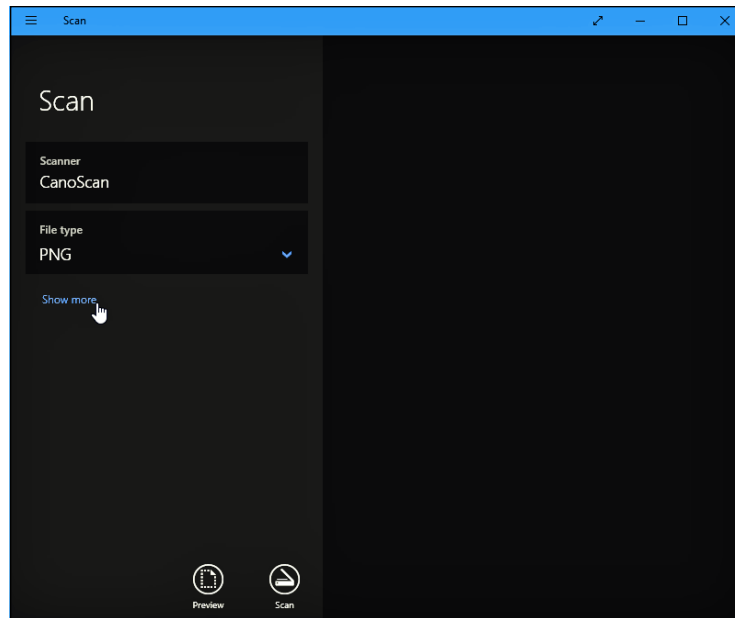 Scan
Scan
Scanner
CanoScan
File type
PNG
Show more
Preview
Scan